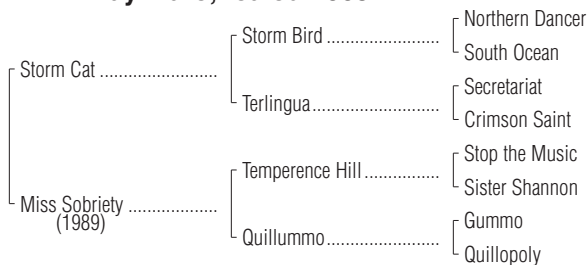 Northern Dancer
Storm Bird ........................
South Ocean
Storm Cat .........................
Secretariat
Terlingua...........................
Crimson Saint
Stop the Music
Temperence Hill................
Sister Shannon
Miss Sobriety ...................
(1989)
Gummo
Quillummo........................
Quillopoly